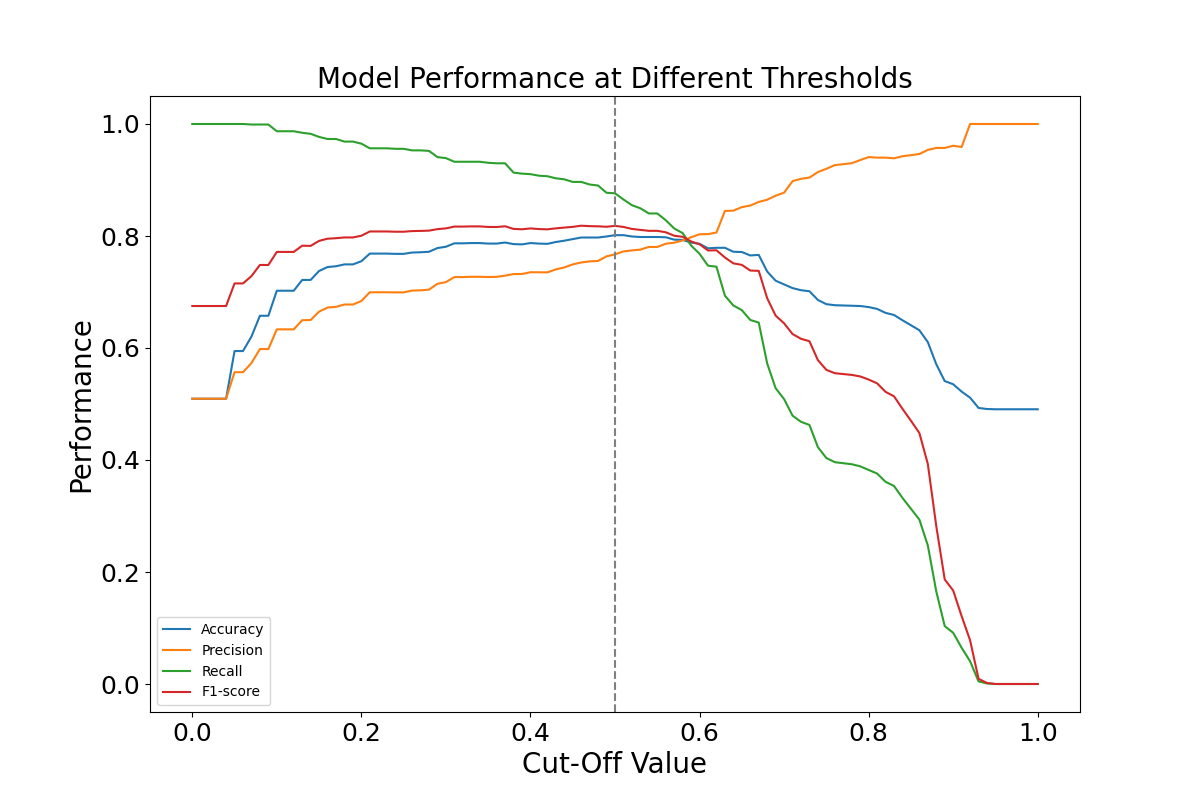 Model Performance at Different Thresholds
Performance
1.0
0.8
0.6
0.4
0.2
0.0
Accuracy
Precision
Recall
F1-score
0.0 0.2 0.4 0.6 0.8 1.0
Cut-Off Value